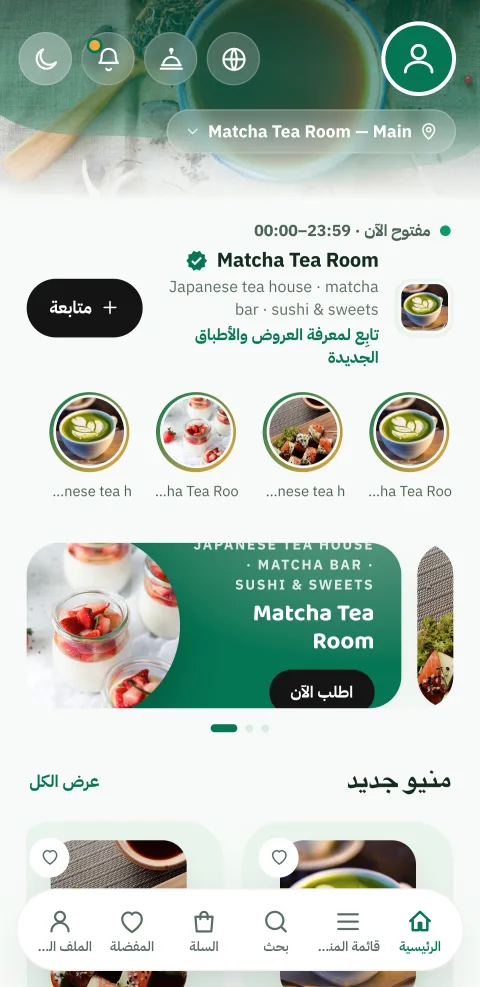 Matcha Tea Room — Main
مفتوح الآن · 00:00–23:59
Matcha Tea Room
Japanese tea house · matcha
bar · sushi & sweets
تابِع لمعرفة العروض والأطباق
الجديدة
متابعة
...ha Tea Roo
...nese tea h
...ha Tea Roo
...nese tea h
JAPANESE TEA HOUSE
· MATCHA BAR ·
SUSHI & SWEETS
Matcha Tea
Room
اطلب الآن
منيو جديد
عرض الكل
الرئيسية
قائمة المنـ...
بحث
السلة
المفضلة
الملف الـ...